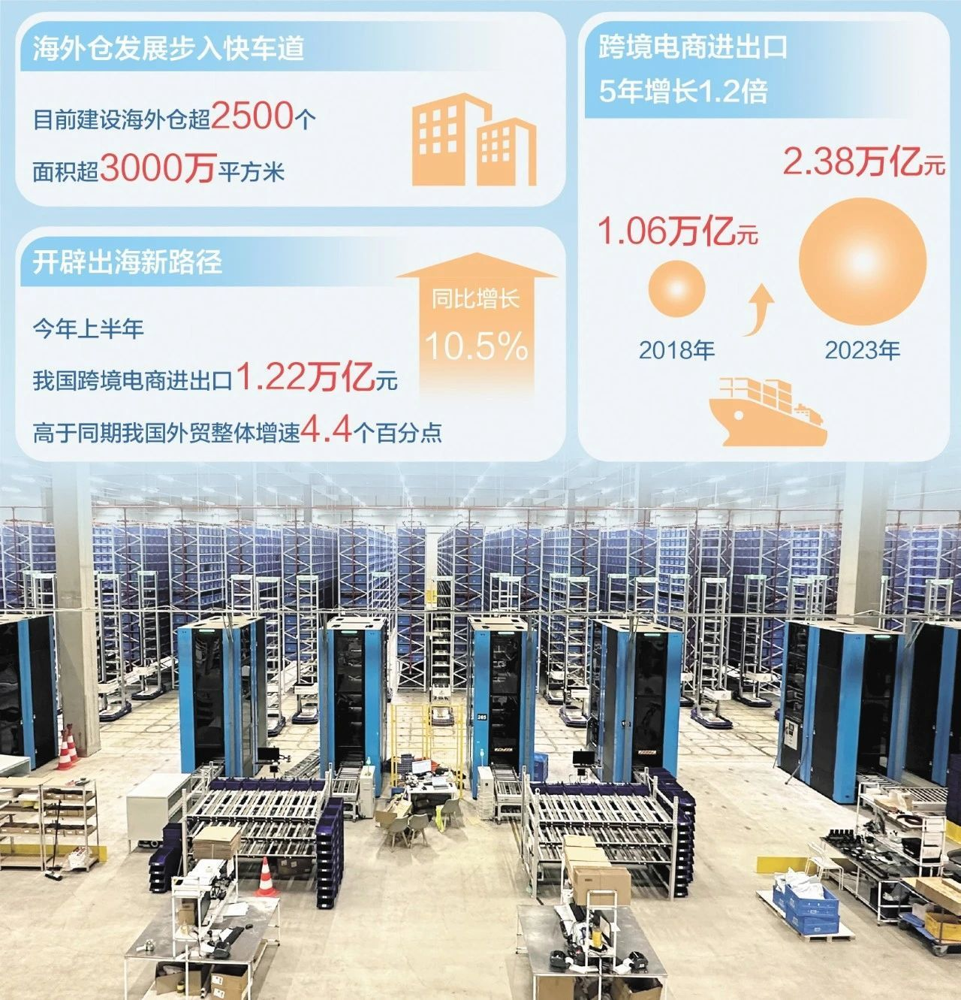 海外仓发展步入快车道
目前建设海外仓超2500个
面积超3000万平方米
开辟出海新路径
今年上半年
我国跨境电商进出口1.22万亿元
高于同期我国外贸整体增速4.4个百分点
同比增长
10.5%
跨境电商进出口
5年增长1.2倍
2.38万亿元
1.06万亿元
2018年
2023年
205